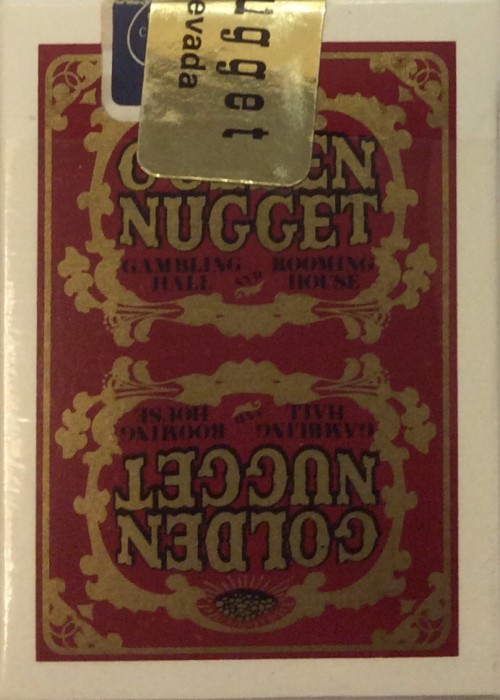 ugget
evada
GOLDEN
NUGGET
GAMBLING AND ROOMING
HALL HOUSE
GAMBLING AND ROOMING
HALL HOUSE
NUGGET
GOLDEN